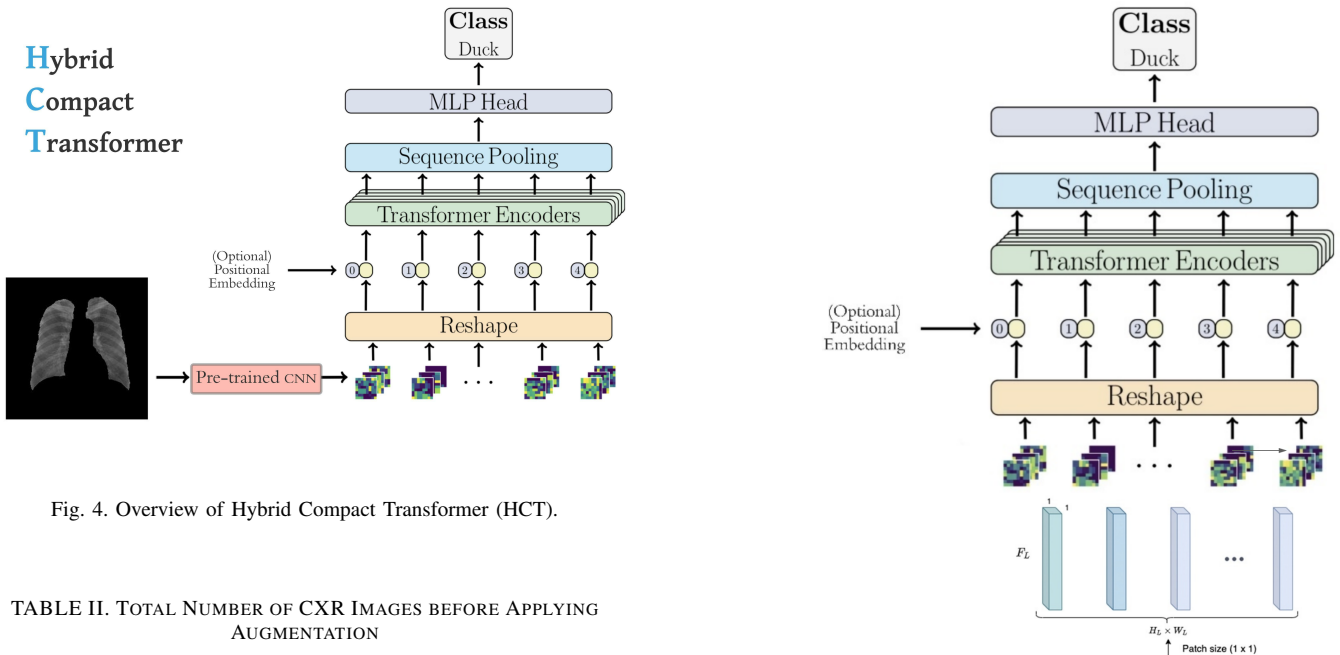 Hybrid
Compact
Transformer
Class
Duck
MLP Head
Sequence Pooling
Transformer Encoders
(Optional)
Positional
Embedding
0 1 2 3 4
Reshape
Pre-trained CNN
. . .
Fig. 4. Overview of Hybrid Compact Transformer (HCT).
TABLE II. TOTAL NUMBER OF CXR IMAGES BEFORE APPLYING
AUGMENTATION
Class
Duck
MLP Head
Sequence Pooling
Transformer Encoders
(Optional)
Positional
Embedding
0 1 2 3 4
Reshape
. . .
1
1
F_L
...
H_L × W_L
Patch size (1 x 1)